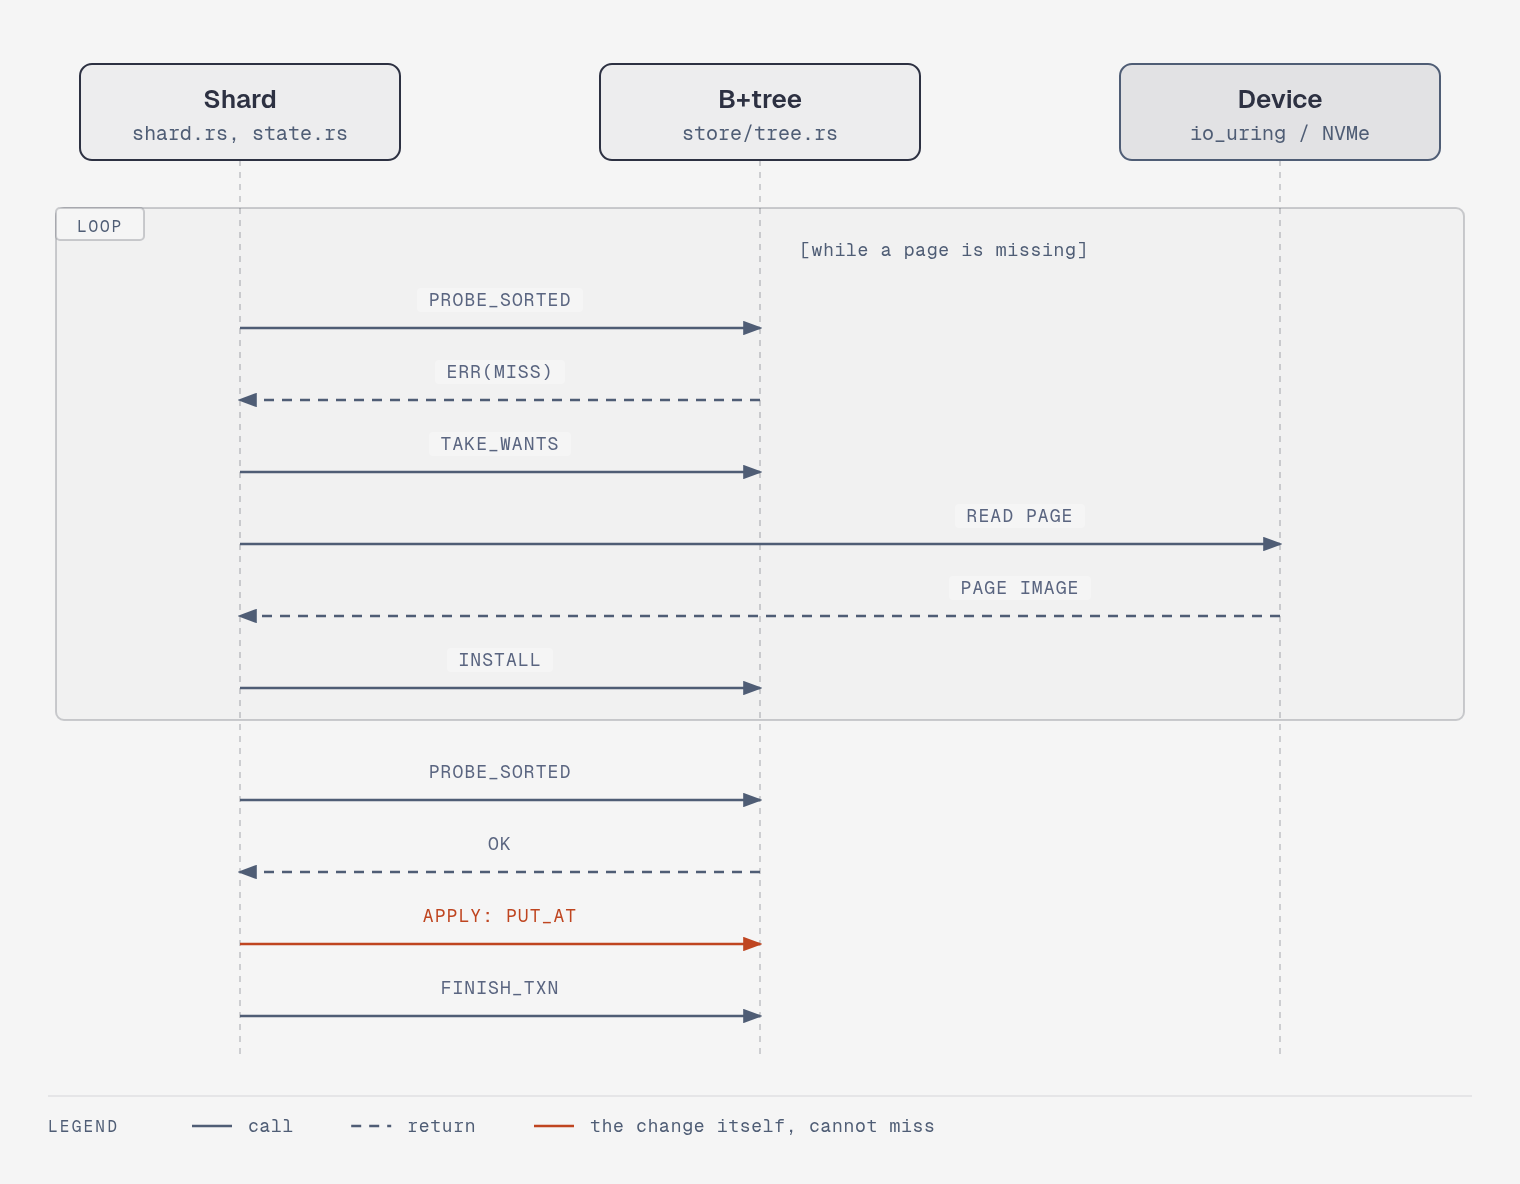 Shard
shard.rs, state.rs
B+tree
store/tree.rs
Device
io_uring / NVMe
LOOP
[while a page is missing]
PROBE_SORTED
ERR(MISS)
TAKE_WANTS
READ PAGE
PAGE IMAGE
INSTALL
PROBE_SORTED
OK
APPLY: PUT_AT
FINISH_TXN
LEGEND call return the change itself, cannot miss